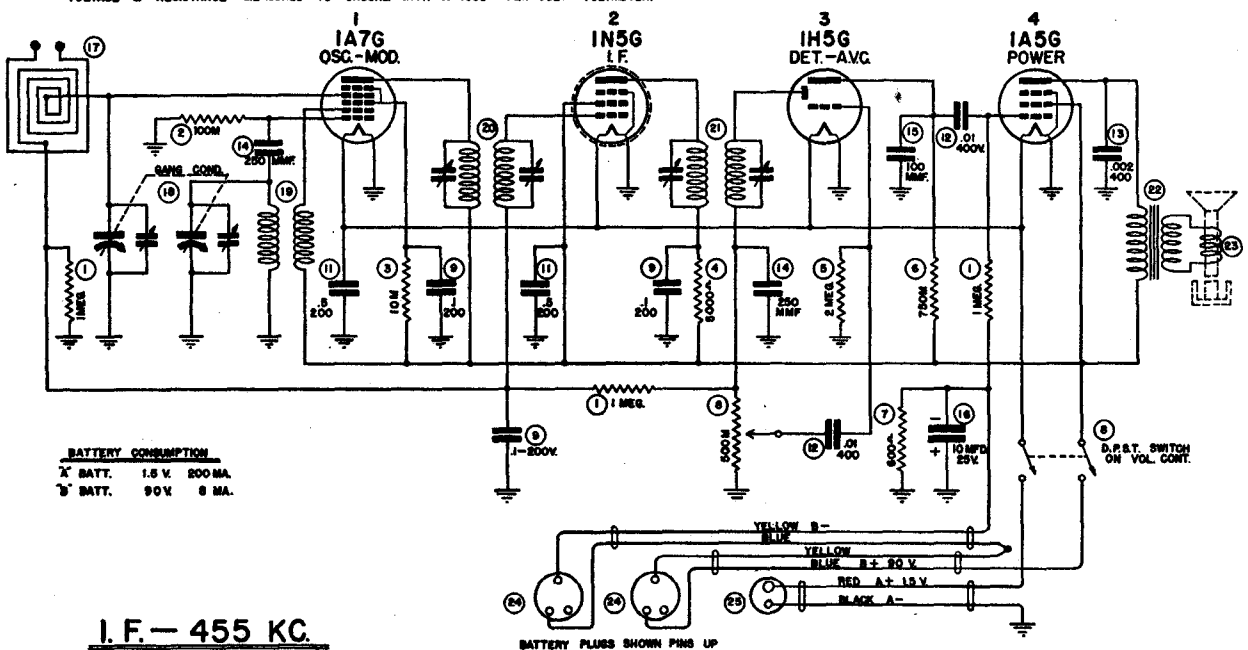 1
1A7G
OSC.-MOD.
2
1N5G
I.F.
3
1H5G
DET.-A.V.C.
4
1A5G
POWER
17
2
100M
14
250 MMF.
GANG COND.
18
19
20
21
15
100
MMF.
12
.01
400V.
13
.002
400
22
23
1
1 MEG.
11
.5
200
3
10M
9
.1
200
11
.5
200
9
.1
200
4
5000
14
250
MMF
5
2 MEG.
6
750M
1
1 MEG.
1
1 MEG.
9
.1-200V.
8
500M
12
.01
400
7
600
16
10 MFD.
25V.
8
D.P.S.T. SWITCH
ON VOL. CONT.
BATTERY CONSUMPTION
"A" BATT. 1.5 V. 200 MA.
"B" BATT. 90 V. 8 MA.
YELLOW B-
BLUE
YELLOW
BLUE B+ 90 V.
RED A+ 1.5 V.
BLACK A-
24
24
25
BATTERY PLUGS SHOWN PINS UP
I.F.- 455 KC.